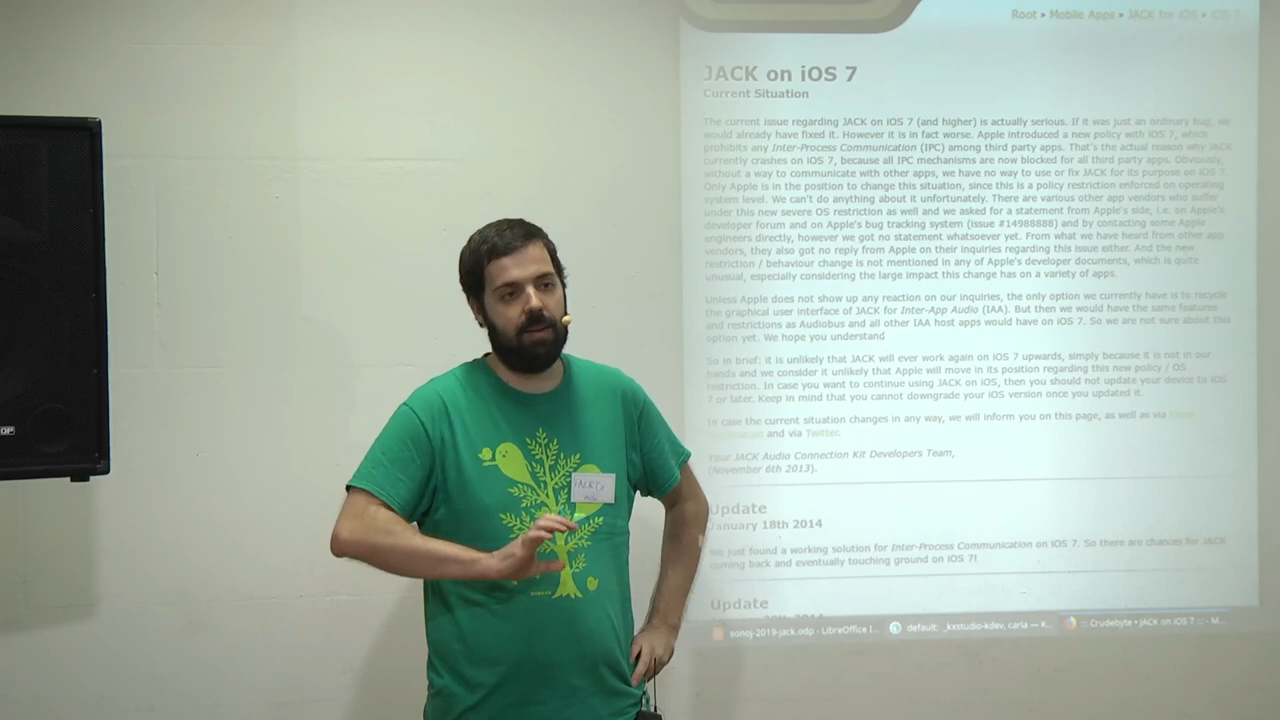 Root » Mobile Apps » JACK for iOS » iOS 7
JACK on iOS 7
Current Situation
The current issue regarding JACK on iOS 7 (and higher) is actually serious. If it was just an ordinary bug, we
would already have fixed it. However it is in fact worse. Apple introduced a new policy with iOS 7, which
prohibits any Inter-Process Communication (IPC) among third party apps. That's the actual reason why JACK
currently crashes on iOS 7, because all IPC mechanisms are now blocked for all third party apps. Obviously,
without a way to communicate with other apps, we have no way to use or fix JACK for its purpose on iOS 7.
Only Apple is in the position to change this situation, since this is a policy restriction enforced on operating
system level. We can't do anything about it unfortunately. There are various other app vendors who suffer
under this new severe OS restriction as well and we asked for a statement from Apple's side, i.e. on Apple's
developer forum and on Apple's bug tracking system (issue #14988888) and by contacting some Apple
engineers directly, however we got no statement whatsoever yet. From what we have heard from other app
vendors, they also got no reply from Apple on their inquiries regarding this issue either. And the new
restriction / behaviour change is not mentioned in any of Apple's developer documents, which is quite
unusual, especially considering the large impact this change has on a variety of apps.
Unless Apple does not show up any reaction on our inquiries, the only option we currently have is to recycle
the graphical user interface of JACK for Inter-App Audio (IAA). But then we would have the same features
and restrictions as Audiobus and all other IAA host apps would have on iOS 7. So we are not sure about this
option yet. We hope you understand
So in brief: it is unlikely that JACK will ever work again on iOS 7 upwards, simply because it is not in our
hands and we consider it unlikely that Apple will move in its position regarding this new policy / OS
restriction. In case you want to continue using JACK on iOS, then you should not update your device to iOS
7 or later. Keep in mind that you cannot downgrade your iOS version once you updated it.
In case the current situation changes in any way, we will inform you on this page, as well as via
and via Twitter.
Your JACK Audio Connection Kit Developers Team,
(November 6th 2013).
Update
January 18th 2014
We just found a working solution for Inter-Process Communication on iOS 7. So there are chances for JACK
coming back and eventually touching ground on iOS 7!
Update
2014
sonoj-2019-jack.odp - LibreOffice I...
default: _kxstudio-kdev, carla — K...
::: Crudebyte • JACK on iOS 7 ::: - M...
FALKTX